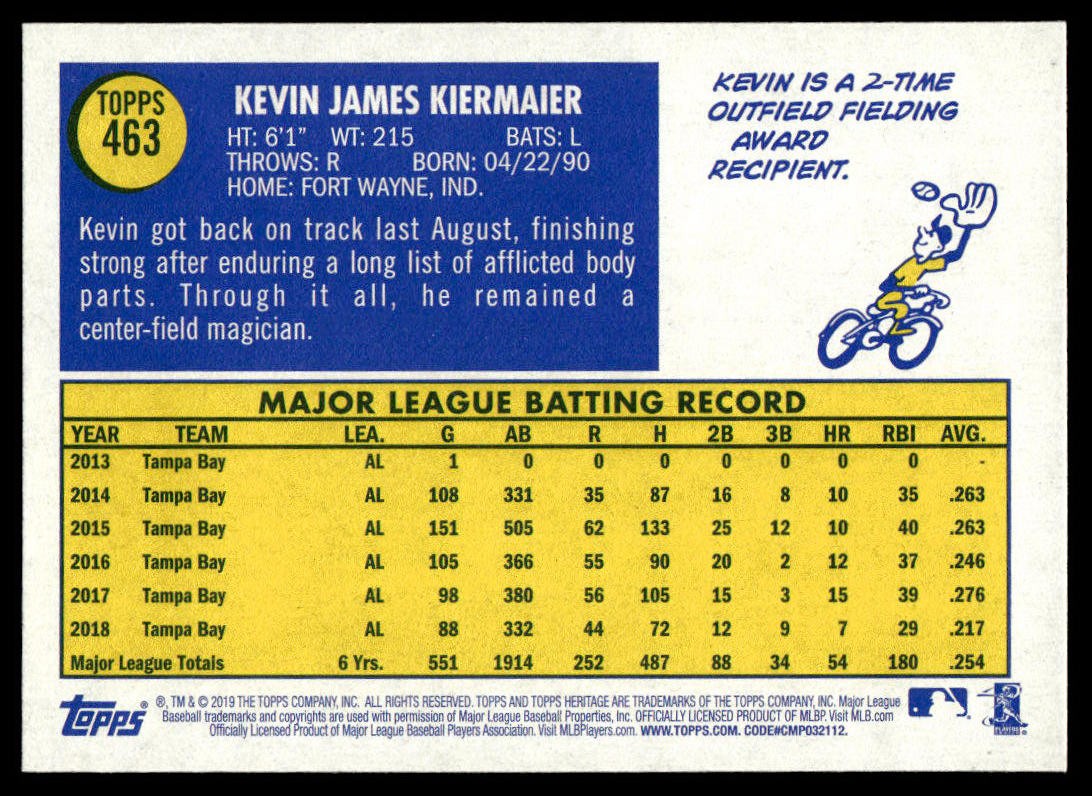 TOPPS
463
KEVIN JAMES KIERMAIER
HT: 6'1" WT: 215 BATS: L
THROWS: R BORN: 04/22/90
HOME: FORT WAYNE, IND.
Kevin got back on track last August, finishing
strong after enduring a long list of afflicted body
parts. Through it all, he remained a
center-field magician.
KEVIN IS A 2-TIME
OUTFIELD FIELDING
AWARD
RECIPIENT.
MAJOR LEAGUE BATTING RECORD
YEAR TEAM LEA. G AB R H 2B 3B HR RBI AVG.
2013 Tampa Bay AL 1 0 0 0 0 0 0 0 -
2014 Tampa Bay AL 108 331 35 87 16 8 10 35 .263
2015 Tampa Bay AL 151 505 62 133 25 12 10 40 .263
2016 Tampa Bay AL 105 366 55 90 20 2 12 37 .246
2017 Tampa Bay AL 98 380 56 105 15 3 15 39 .276
2018 Tampa Bay AL 88 332 44 72 12 9 7 29 .217
Major League Totals 6 Yrs. 551 1914 252 487 88 34 54 180 .254
topps® ®, TM & © 2019 THE TOPPS COMPANY, INC. ALL RIGHTS RESERVED. TOPPS AND TOPPS HERITAGE ARE TRADEMARKS OF THE TOPPS COMPANY, INC. Major League
Baseball trademarks and copyrights are used with permission of Major League Baseball Properties, Inc. OFFICIALLY LICENSED PRODUCT OF MLBP. Visit MLB.com
Officially Licensed Product of Major League Baseball Players Association. Visit MLBPlayers.com. WWW.TOPPS.COM. CODE#CMP032112.